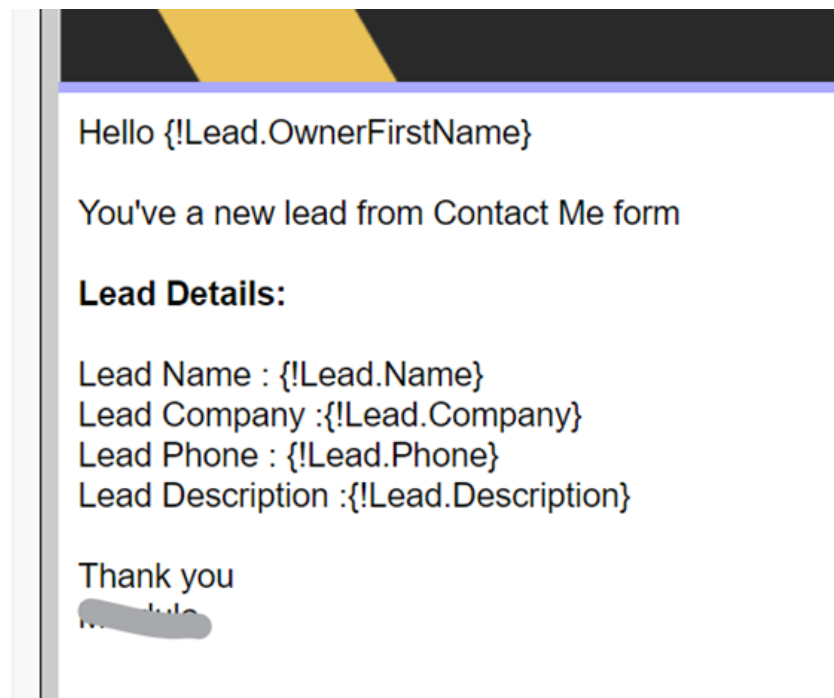 Hello {!Lead.OwnerFirstName}
You've a new lead from Contact Me form
Lead Details:
Lead Name : {!Lead.Name}
Lead Company :{!Lead.Company}
Lead Phone : {!Lead.Phone}
Lead Description :{!Lead.Description}
Thank you